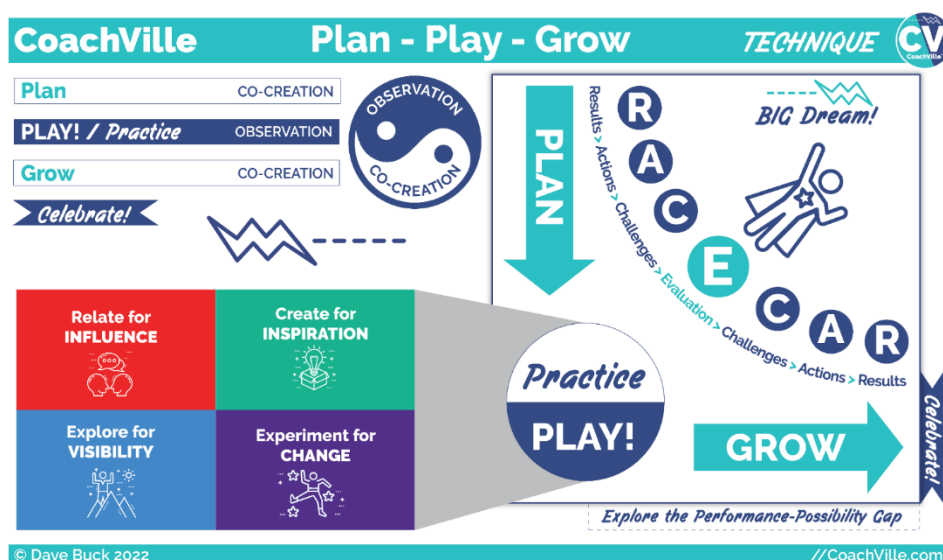 CoachVille
Plan - Play - Grow
TECHNIQUE
CV
CoachVille
Plan
CO-CREATION
PLAY! / Practice
OBSERVATION
Grow
CO-CREATION
Celebrate!
OBSERVATION
CO-CREATION
PLAN
R
A
C
E
C
A
R
Results > Actions > Challenges > Evaluation > Challenges > Actions > Results
BIG Dream!
Relate for
INFLUENCE
Create for
INSPIRATION
Explore for
VISIBILITY
Experiment for
CHANGE
Practice
PLAY!
GROW
Celebrate!
Explore the Performance-Possibility Gap
© Dave Buck 2022
//CoachVille.com